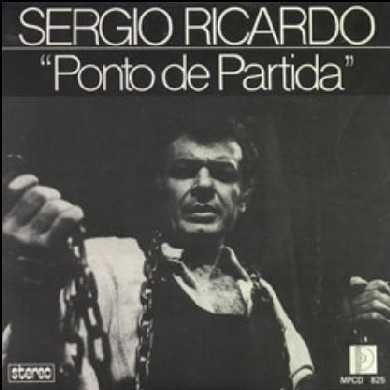 SERGIO RICARDO
“Ponto de Partida”
stereo
MPCD 825